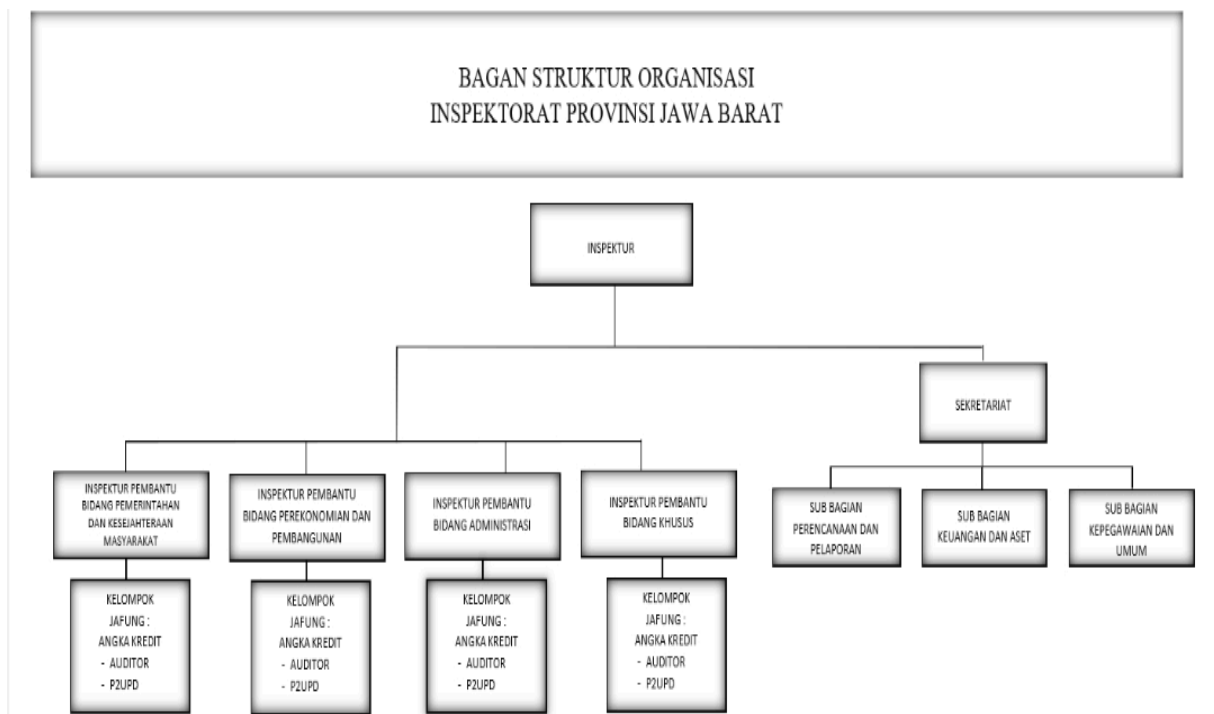 BAGAN STRUKTUR ORGANISASI
INSPEKTORAT PROVINSI JAWA BARAT
INSPEKTUR
SEKRETARIAT
INSPEKTUR PEMBANTU
BIDANG PEMERINTAHAN
DAN KESEJAHTERAAN
MASYARAKAT
INSPEKTUR PEMBANTU
BIDANG PEREKONOMIAN DAN
PEMBANGUNAN
INSPEKTUR PEMBANTU
BIDANG ADMINISTRASI
INSPEKTUR PEMBANTU
BIDANG KHUSUS
SUB BAGIAN
PERENCANAAN DAN
PELAPORAN
SUB BAGIAN
KEUANGAN DAN ASET
SUB BAGIAN
KEPEGAWAIAN DAN
UMUM
KELOMPOK
JAFUNG :
ANGKA KREDIT
- AUDITOR
- P2UPD
KELOMPOK
JAFUNG :
ANGKA KREDIT
- AUDITOR
- P2UPD
KELOMPOK
JAFUNG :
ANGKA KREDIT
- AUDITOR
- P2UPD
KELOMPOK
JAFUNG :
ANGKA KREDIT
- AUDITOR
- P2UPD